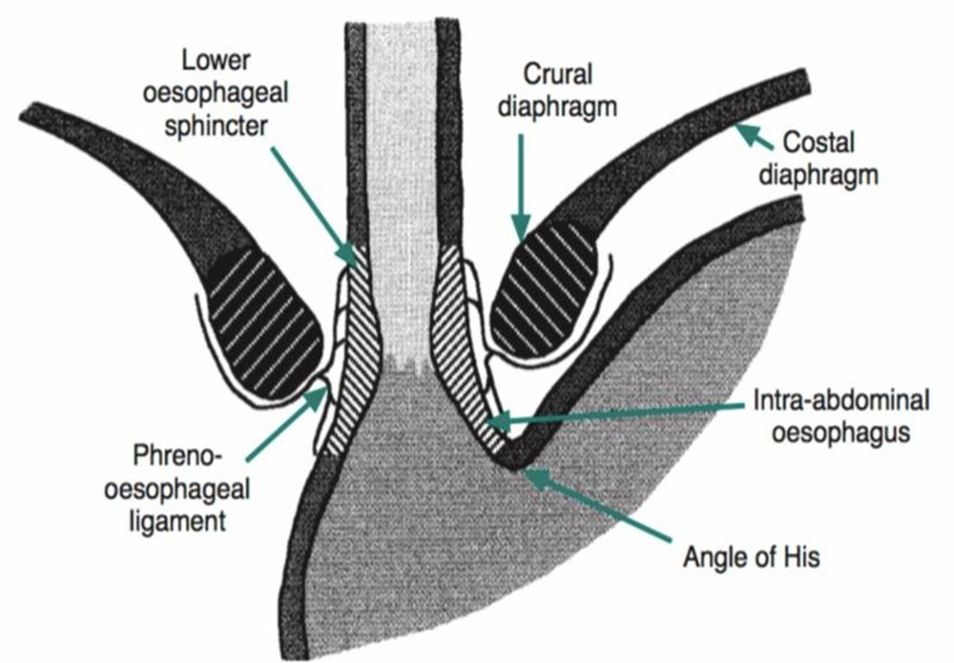 Lower
oesophageal
sphincter
Crural
diaphragm
Costal
diaphragm
Intra-abdominal
oesophagus
Phreno-
oesophageal
ligament
Angle of His